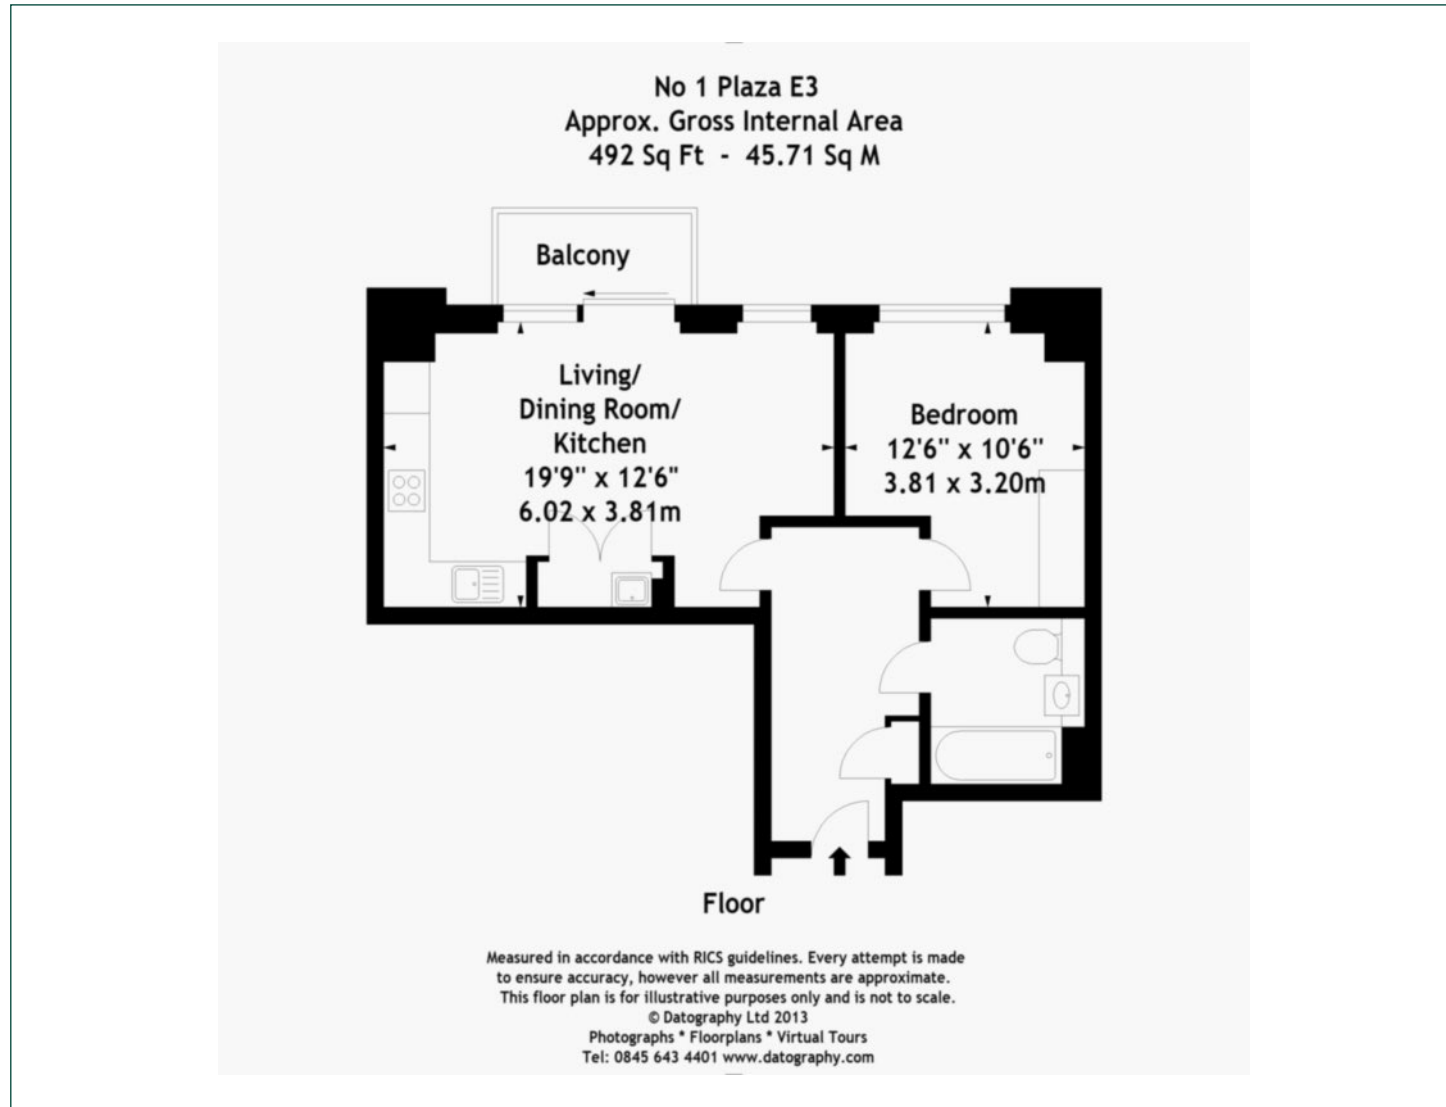 No 1 Plaza E3
Approx. Gross Internal Area
492 Sq Ft - 45.71 Sq M
Balcony
Living/
Dining Room/
Kitchen
19'9" x 12'6"
6.02 x 3.81m
Bedroom
12'6" x 10'6"
3.81 x 3.20m
Floor
Measured in accordance with RICS guidelines. Every attempt is made
to ensure accuracy, however all measurements are approximate.
This floor plan is for illustrative purposes only and is not to scale.
© Datography Ltd 2013
Photographs * Floorplans * Virtual Tours
Tel: 0845 643 4401 www.datography.com